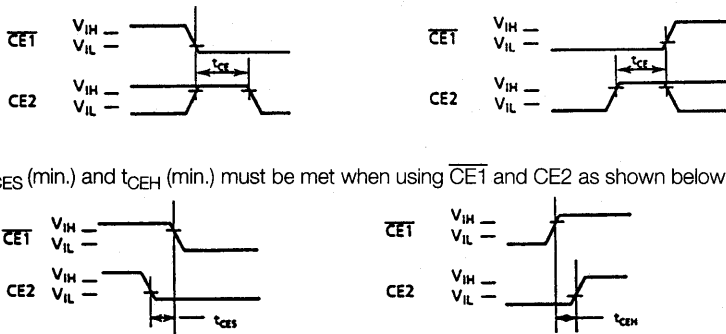 CE1 VIH VIL
tCE
CE2 VIH VIL
CE1 VIH VIL
tCE
CE2 VIH VIL
CES (min.) and tCEH (min.) must be met when using CE1 and CE2 as shown below
CE1 VIH VIL
CE2 VIH VIL
tCES
CE1 VIH VIL
CE2 VIH VIL
tCEH